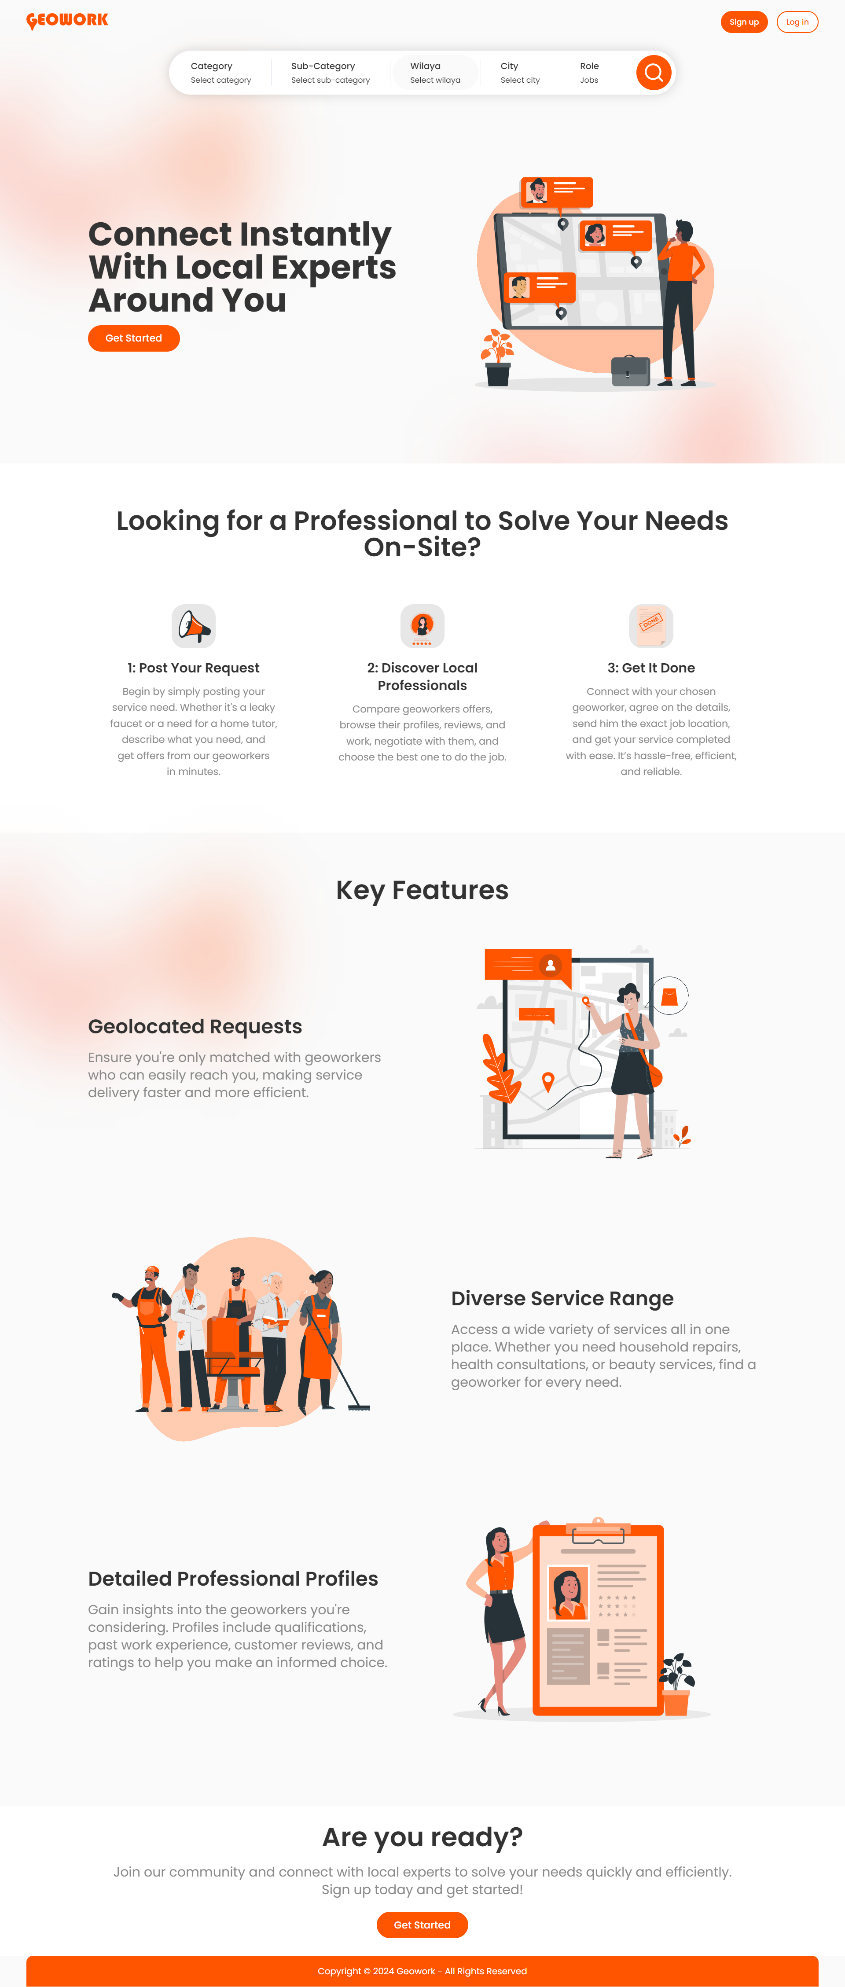 GEOWORK
Sign up
Log in
Category
Select category
Sub-Category
Select sub-category
Wilaya
Select wilaya
City
Select city
Role
Jobs
Connect Instantly
With Local Experts
Around You
Get Started
Looking for a Professional to Solve Your Needs
On-Site?
1: Post Your Request
Begin by simply posting your
service need. Whether it's a leaky
faucet or a need for a home tutor,
describe what you need, and
get offers from our geoworkers
in minutes.
2: Discover Local
Professionals
Compare geoworkers offers,
browse their profiles, reviews, and
work, negotiate with them, and
choose the best one to do the job.
DONE
3: Get It Done
Connect with your chosen
geoworker, agree on the details,
send him the exact job location,
and get your service completed
with ease. It's hassle-free, efficient,
and reliable.
Key Features
Geolocated Requests
Ensure you're only matched with geoworkers
who can easily reach you, making service
delivery faster and more efficient.
Diverse Service Range
Access a wide variety of services all in one
place. Whether you need household repairs,
health consultations, or beauty services, find a
geoworker for every need.
Detailed Professional Profiles
Gain insights into the geoworkers you're
considering. Profiles include qualifications,
past work experience, customer reviews, and
ratings to help you make an informed choice.
Are you ready?
Join our community and connect with local experts to solve your needs quickly and efficiently.
Sign up today and get started!
Get Started
Copyright © 2024 Geowork - All Rights Reserved